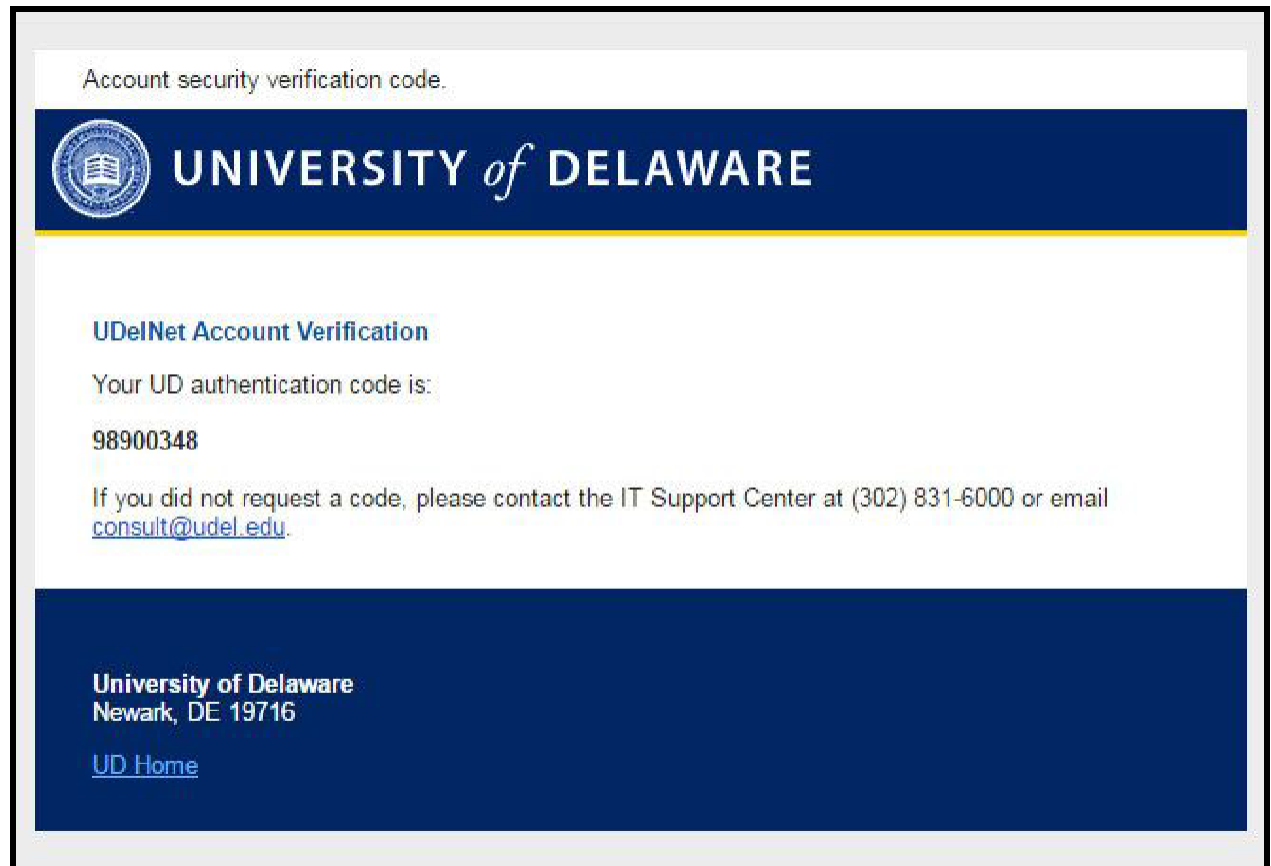 Account security verification code.
UNIVERSITY of DELAWARE
UDelNet Account Verification
Your UD authentication code is:
98900348
If you did not request a code, please contact the IT Support Center at (302) 831-6000 or email
consult@udel.edu.
University of Delaware
Newark, DE 19716
UD Home